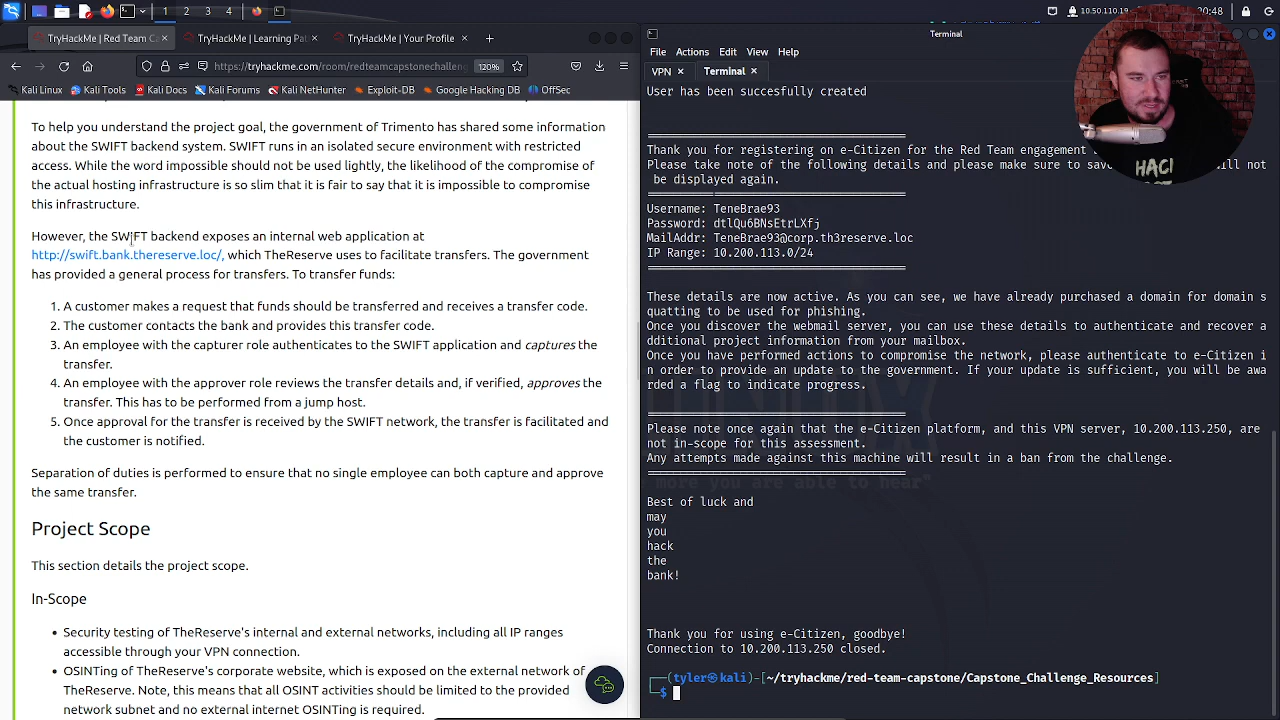 1
2
3
4
10.50.110.19
20:48
TryHackMe | Red Team Ca
TryHackMe | Learning Pat
TryHackMe | Your Profile
https://tryhackme.com/room/redteamcapstonechalleng
120%
Kali Linux
Kali Tools
Kali Docs
Kali Forums
Kali NetHunter
Exploit-DB
Google Hacking DB
OffSec
To help you understand the project goal, the government of Trimento has shared some information
about the SWIFT backend system. SWIFT runs in an isolated secure environment with restricted
access. While the word impossible should not be used lightly, the likelihood of the compromise of
the actual hosting infrastructure is so slim that it is fair to say that it is impossible to compromise
this infrastructure.
However, the SWIFT backend exposes an internal web application at
http://swift.bank.thereserve.loc/, which TheReserve uses to facilitate transfers. The government
has provided a general process for transfers. To transfer funds:
1. A customer makes a request that funds should be transferred and receives a transfer code.
2. The customer contacts the bank and provides this transfer code.
3. An employee with the capturer role authenticates to the SWIFT application and captures the
transfer.
4. An employee with the approver role reviews the transfer details and, if verified, approves the
transfer. This has to be performed from a jump host.
5. Once approval for the transfer is received by the SWIFT network, the transfer is facilitated and
the customer is notified.
Separation of duties is performed to ensure that no single employee can both capture and approve
the same transfer.
Project Scope
This section details the project scope.
In-Scope
• Security testing of TheReserve's internal and external networks, including all IP ranges
accessible through your VPN connection.
• OSINTing of TheReserve's corporate website, which is exposed on the external network of
TheReserve. Note, this means that all OSINT activities should be limited to the provided
network subnet and no external internet OSINTing is required.
Terminal
File Actions Edit View Help
VPN
Terminal
User has been succesfully created
Thank you for registering on e-Citizen for the Red Team engagement
Please take note of the following details and please make sure to
will not
be displayed again.
Username: TeneBrae93
Password: dtlQu6BNsEtrLXfj
MailAddr: TeneBrae93@corp.th3reserve.loc
IP Range: 10.200.113.0/24
These details are now active. As you can see, we have already purchased a domain for domain s
quatting to be used for phishing.
Once you discover the webmail server, you can use these details to authenticate and recover a
dditional project information from your mailbox.
Once you have performed actions to compromise the network, please authenticate to e-Citizen i
n order to provide an update to the government. If your update is sufficient, you will be awa
rded a flag to indicate progress.
Please note once again that the e-Citizen platform, and this VPN server, 10.200.113.250, are
not in-scope for this assessment.
Any attempts made against this machine will result in a ban from the challenge.
more you are able to hear"
Best of luck and
may
you
hack
the
bank!
Thank you for using e-Citizen, goodbye!
Connection to 10.200.113.250 closed.
(tyler㉿kali)-[~/tryhackme/red-team-capstone/Capstone_Challenge_Resources]
$